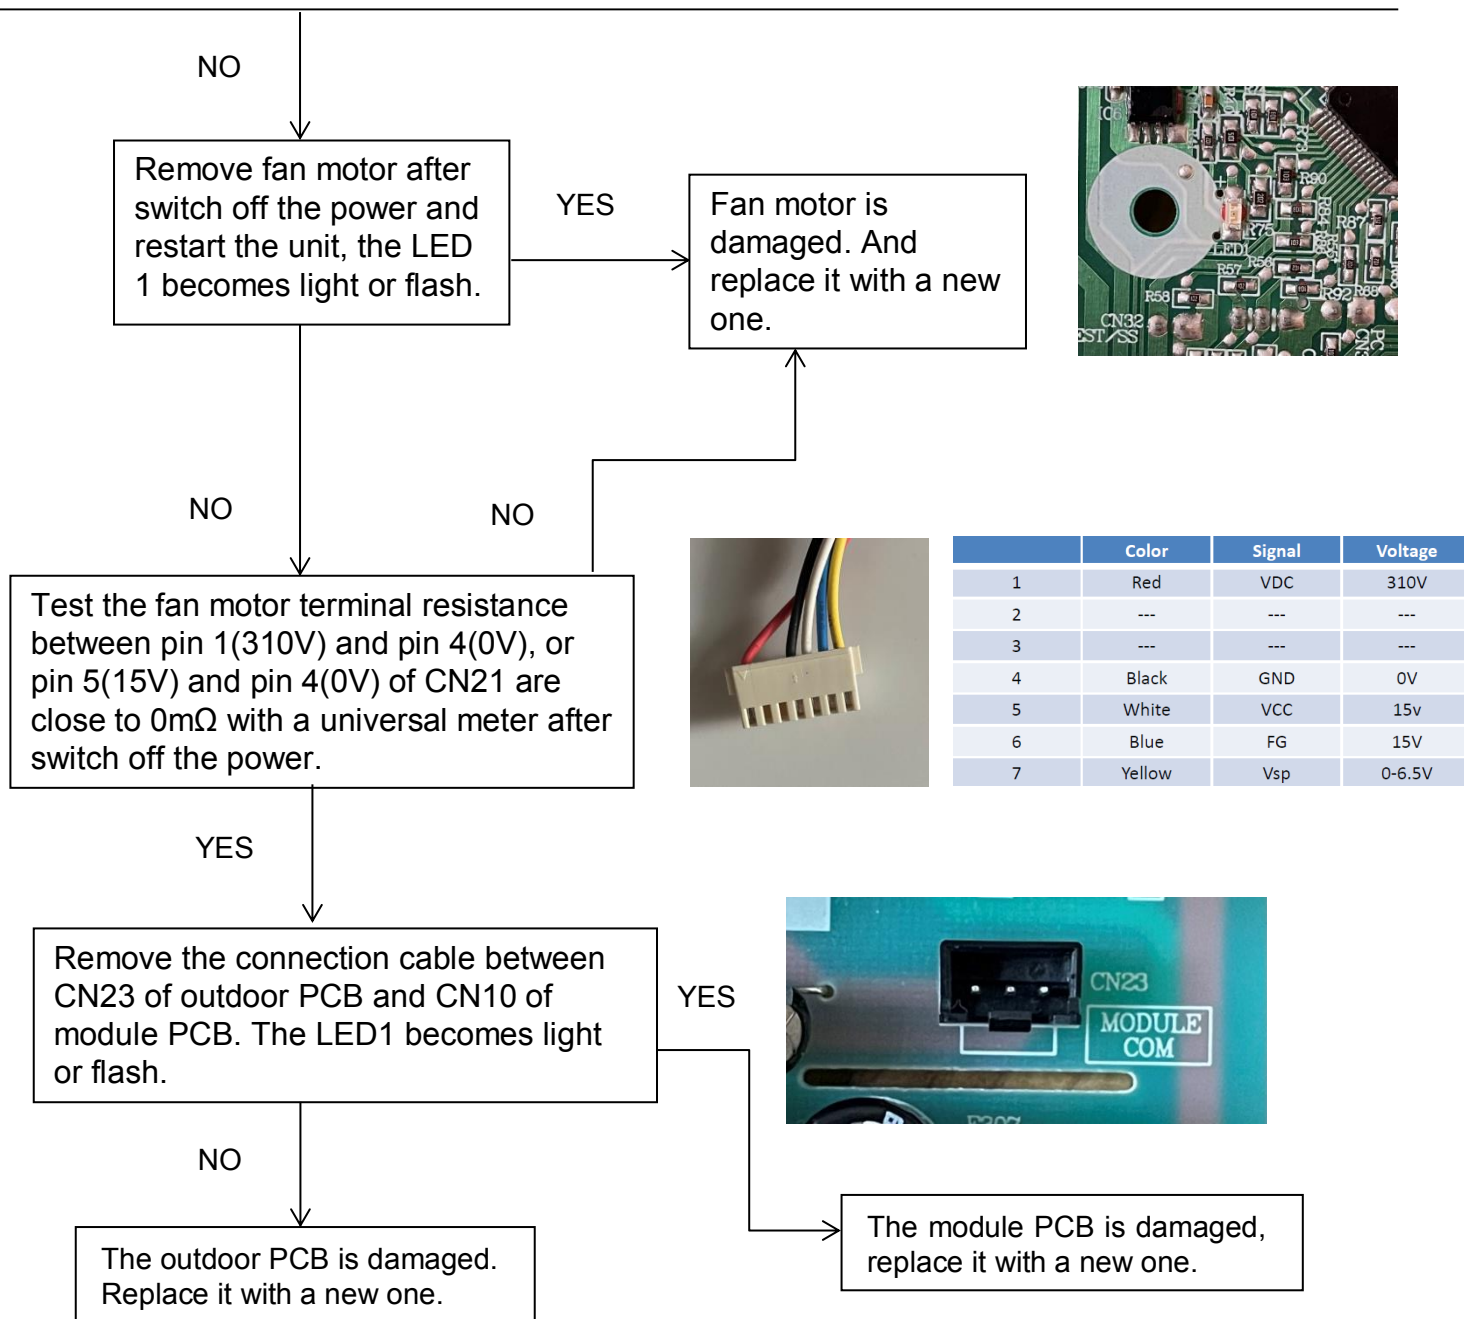 NO
Remove fan motor after
switch off the power and
restart the unit, the LED
1 becomes light or flash.
YES
Fan motor is
damaged. And
replace it with a new
one.
R90
R75
LED1
R87
R57
R56
R58
R92
R88
CN32
EST/SS
NO
NO
Test the fan motor terminal resistance
between pin 1(310V) and pin 4(0V), or
pin 5(15V) and pin 4(0V) of CN21 are
close to 0mΩ with a universal meter after
switch off the power.
Color Signal Voltage
1 Red VDC 310V
2 --- --- ---
3 --- --- ---
4 Black GND 0V
5 White VCC 15v
6 Blue FG 15V
7 Yellow Vsp 0-6.5V
YES
Remove the connection cable between
CN23 of outdoor PCB and CN10 of
module PCB. The LED1 becomes light
or flash.
YES
CN23
MODULE
COM
NO
The outdoor PCB is damaged.
Replace it with a new one.
The module PCB is damaged,
replace it with a new one.